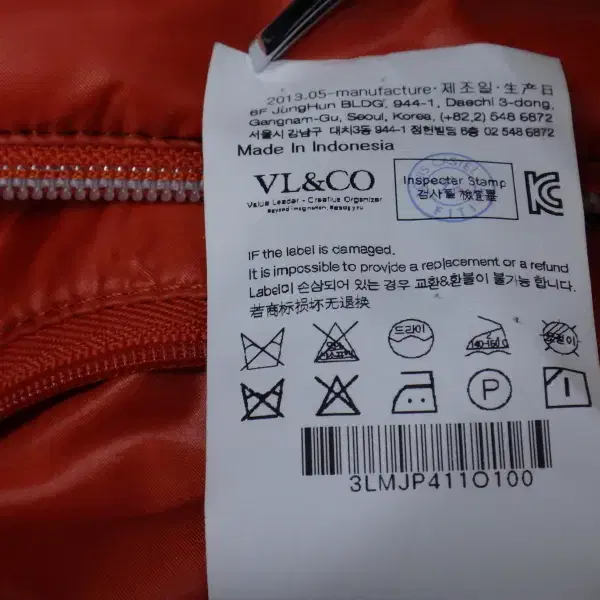 2013.05-manufacture·제조일·生产日
8F JungHun BLDG, 944-1, Daechi 3-dong,
Gangnam-Gu, Seoul, Korea, (+82,2) 548 6872
서울시 강남구 대치3동 944-1 정헌빌딩 8층 02 548 6872
Made In Indonesia
VL&CO
Value Leader - Creative Organizer
Inspecter Stamp
검사필 檢查畢
FITI
IF the label is damaged.
It is impossible to provide a replacement or a refund
Label이 손상되어 있는 경우 교환&환불이 불가능 합니다.
若商标损坏无退换
드라이
140-160℃
P
3LMJP411O100